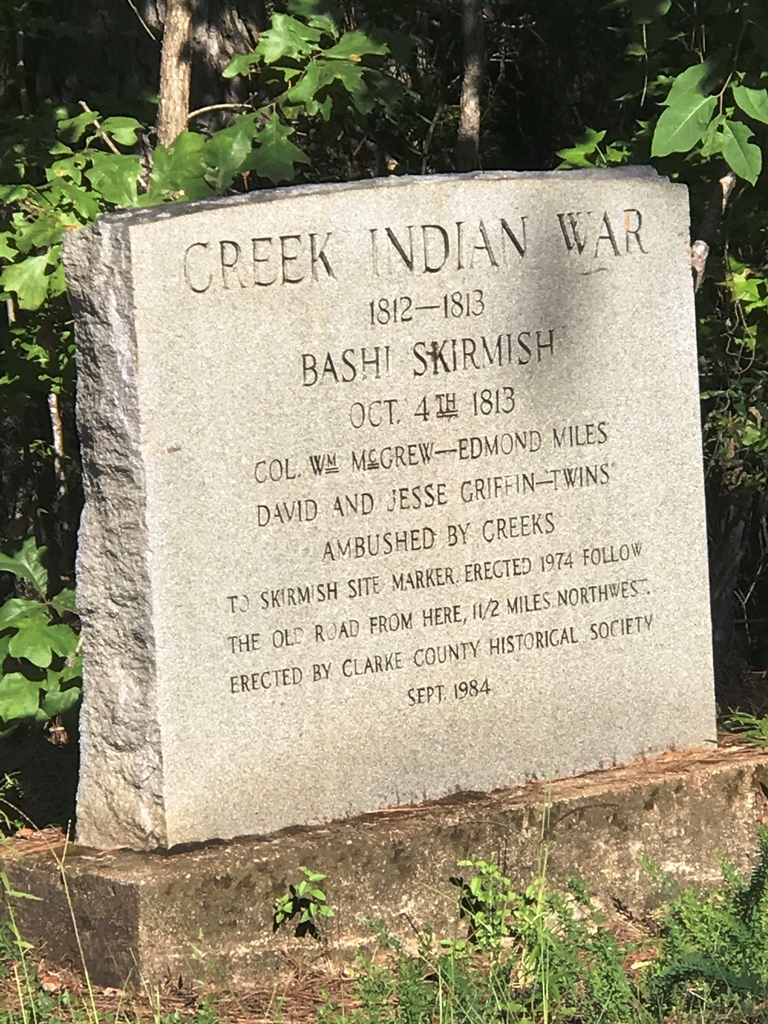 CREEK INDIAN WAR
1812—1813
BASHI SKIRMISH
OCT. 4TH 1813
COL. WM MCGREW—EDMOND MILES
DAVID AND JESSE GRIFFIN—TWINS
AMBUSHED BY CREEKS
TO SKIRMISH SITE MARKER, ERECTED 1974 FOLLOW
THE OLD ROAD FROM HERE, 1 1/2 MILES NORTHWEST.
ERECTED BY CLARKE COUNTY HISTORICAL SOCIETY
SEPT. 1984